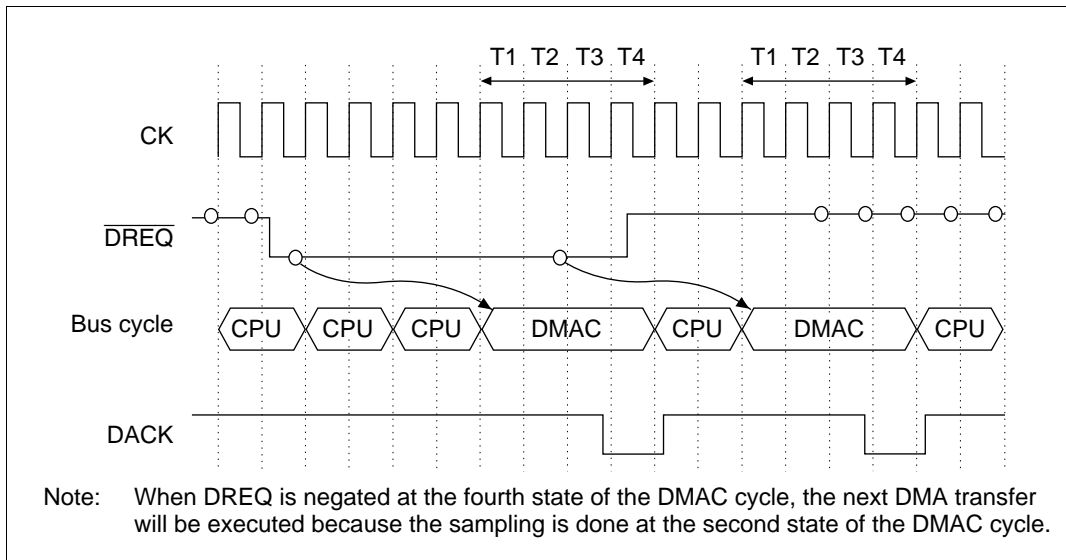 T1 T2 T3 T4 T1 T2 T3 T4
CK
DREQ
Bus cycle CPU CPU CPU DMAC CPU DMAC CPU
DACK
Note: When DREQ is negated at the fourth state of the DMAC cycle, the next DMA transfer
will be executed because the sampling is done at the second state of the DMAC cycle.